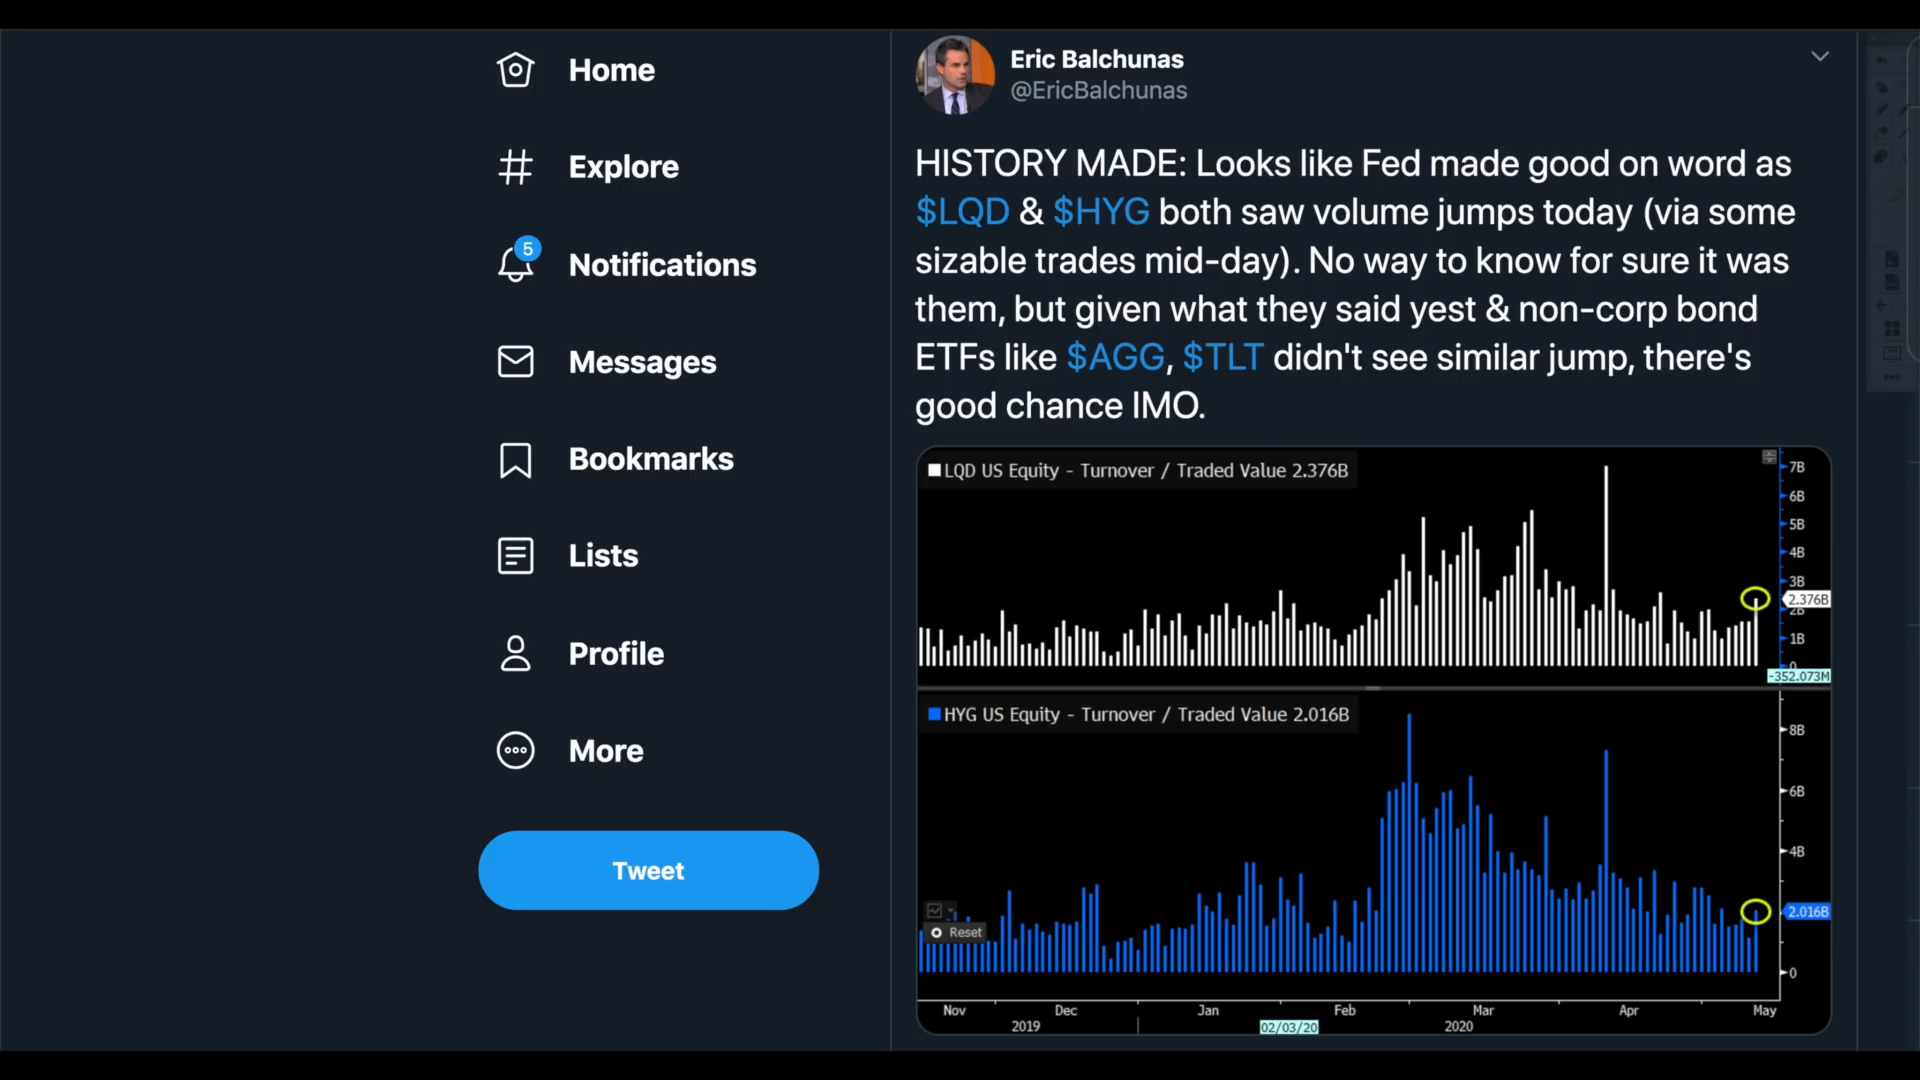 Home
Explore
5
Notifications
Messages
Bookmarks
Lists
Profile
More
Tweet
Eric Balchunas
@EricBalchunas
HISTORY MADE: Looks like Fed made good on word as
$LQD & $HYG both saw volume jumps today (via some
sizable trades mid-day). No way to know for sure it was
them, but given what they said yest & non-corp bond
ETFs like $AGG, $TLT didn't see similar jump, there's
good chance IMO.
LQD US Equity - Turnover / Traded Value 2.376B
7B
6B
5B
4B
3B
2.376B
2B
1B
0
-352.073M
HYG US Equity - Turnover / Traded Value 2.016B
8B
6B
4B
2.016B
0
Reset
Nov Dec Jan Feb Mar Apr May
2019 02/03/20 2020